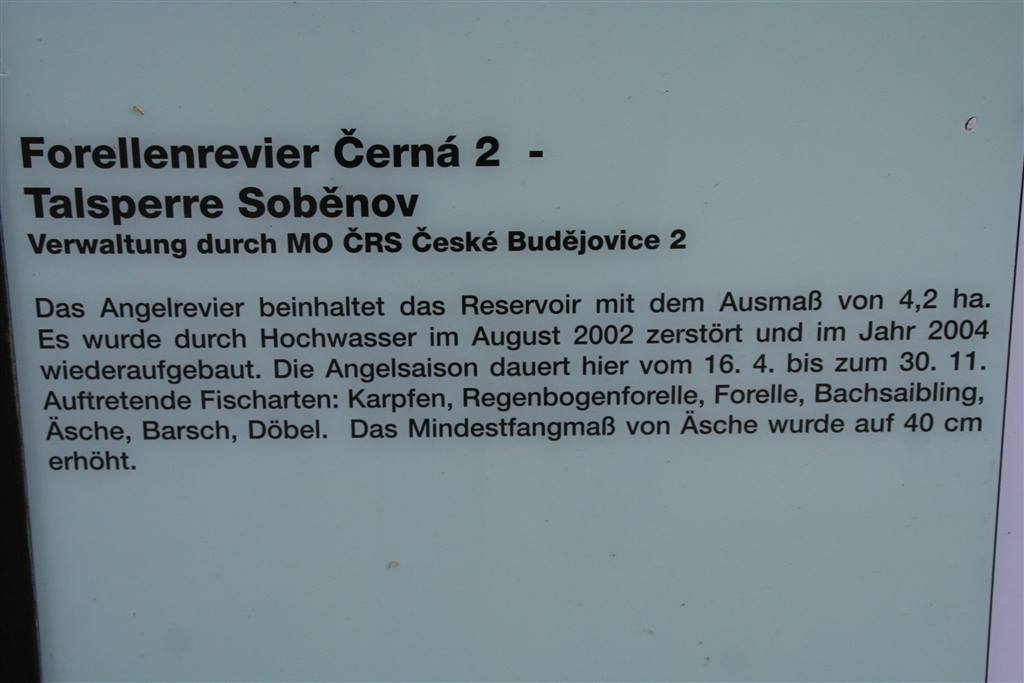 Forellenrevier Černá 2 -
Talsperre Soběnov
Verwaltung durch MO ČRS České Budějovice 2
Das Angelrevier beinhaltet das Reservoir mit dem Ausmaß von 4,2 ha.
Es wurde durch Hochwasser im August 2002 zerstört und im Jahr 2004
wiederaufgebaut. Die Angelsaison dauert hier vom 16. 4. bis zum 30. 11.
Auftretende Fischarten: Karpfen, Regenbogenforelle, Forelle, Bachsaibling,
Äsche, Barsch, Döbel. Das Mindestfangmaß von Äsche wurde auf 40 cm
erhöht.